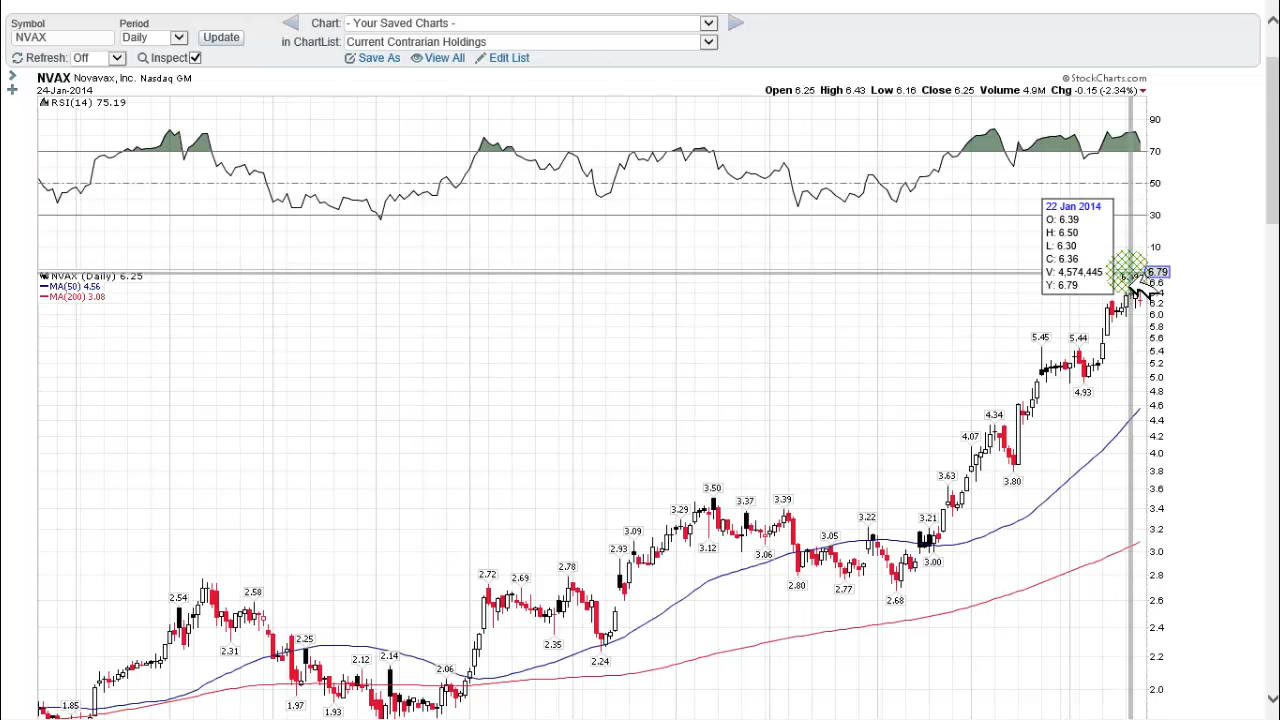 Symbol
Period
Chart: - Your Saved Charts -
NVAX
Daily
Update
in ChartList: Current Contrarian Holdings
Refresh: Off
Inspect
Save As
View All
Edit List
NVAX Novavax, Inc. Nasdaq GM
© StockCharts.com
24-Jan-2014
Open 6.25 High 6.43 Low 6.16 Close 6.25 Volume 4.9M Chg -0.15 (-2.34%)
RSI(14) 75.19
90
70
50
30
10
22 Jan 2014
O: 6.39
H: 6.50
L: 6.30
C: 6.36
V: 4,574,445
Y: 6.79
6.79
NVAX (Daily) 6.25
MA(50) 4.56
MA(200) 3.08
6.6
6.2
6.0
5.8
5.6
5.4
5.2
5.0
4.8
4.6
4.4
4.2
4.0
3.8
3.6
3.4
3.2
3.0
2.8
2.6
2.4
2.2
2.0
5.45
5.44
4.93
4.34
4.07
3.80
3.63
3.50
3.37
3.39
3.29
3.22
3.21
3.09
3.12
3.06
3.05
3.00
2.93
2.80
2.77
2.68
2.72
2.69
2.78
2.54
2.58
2.31
2.25
2.35
2.24
2.12
2.14
2.06
1.97
1.93
1.85